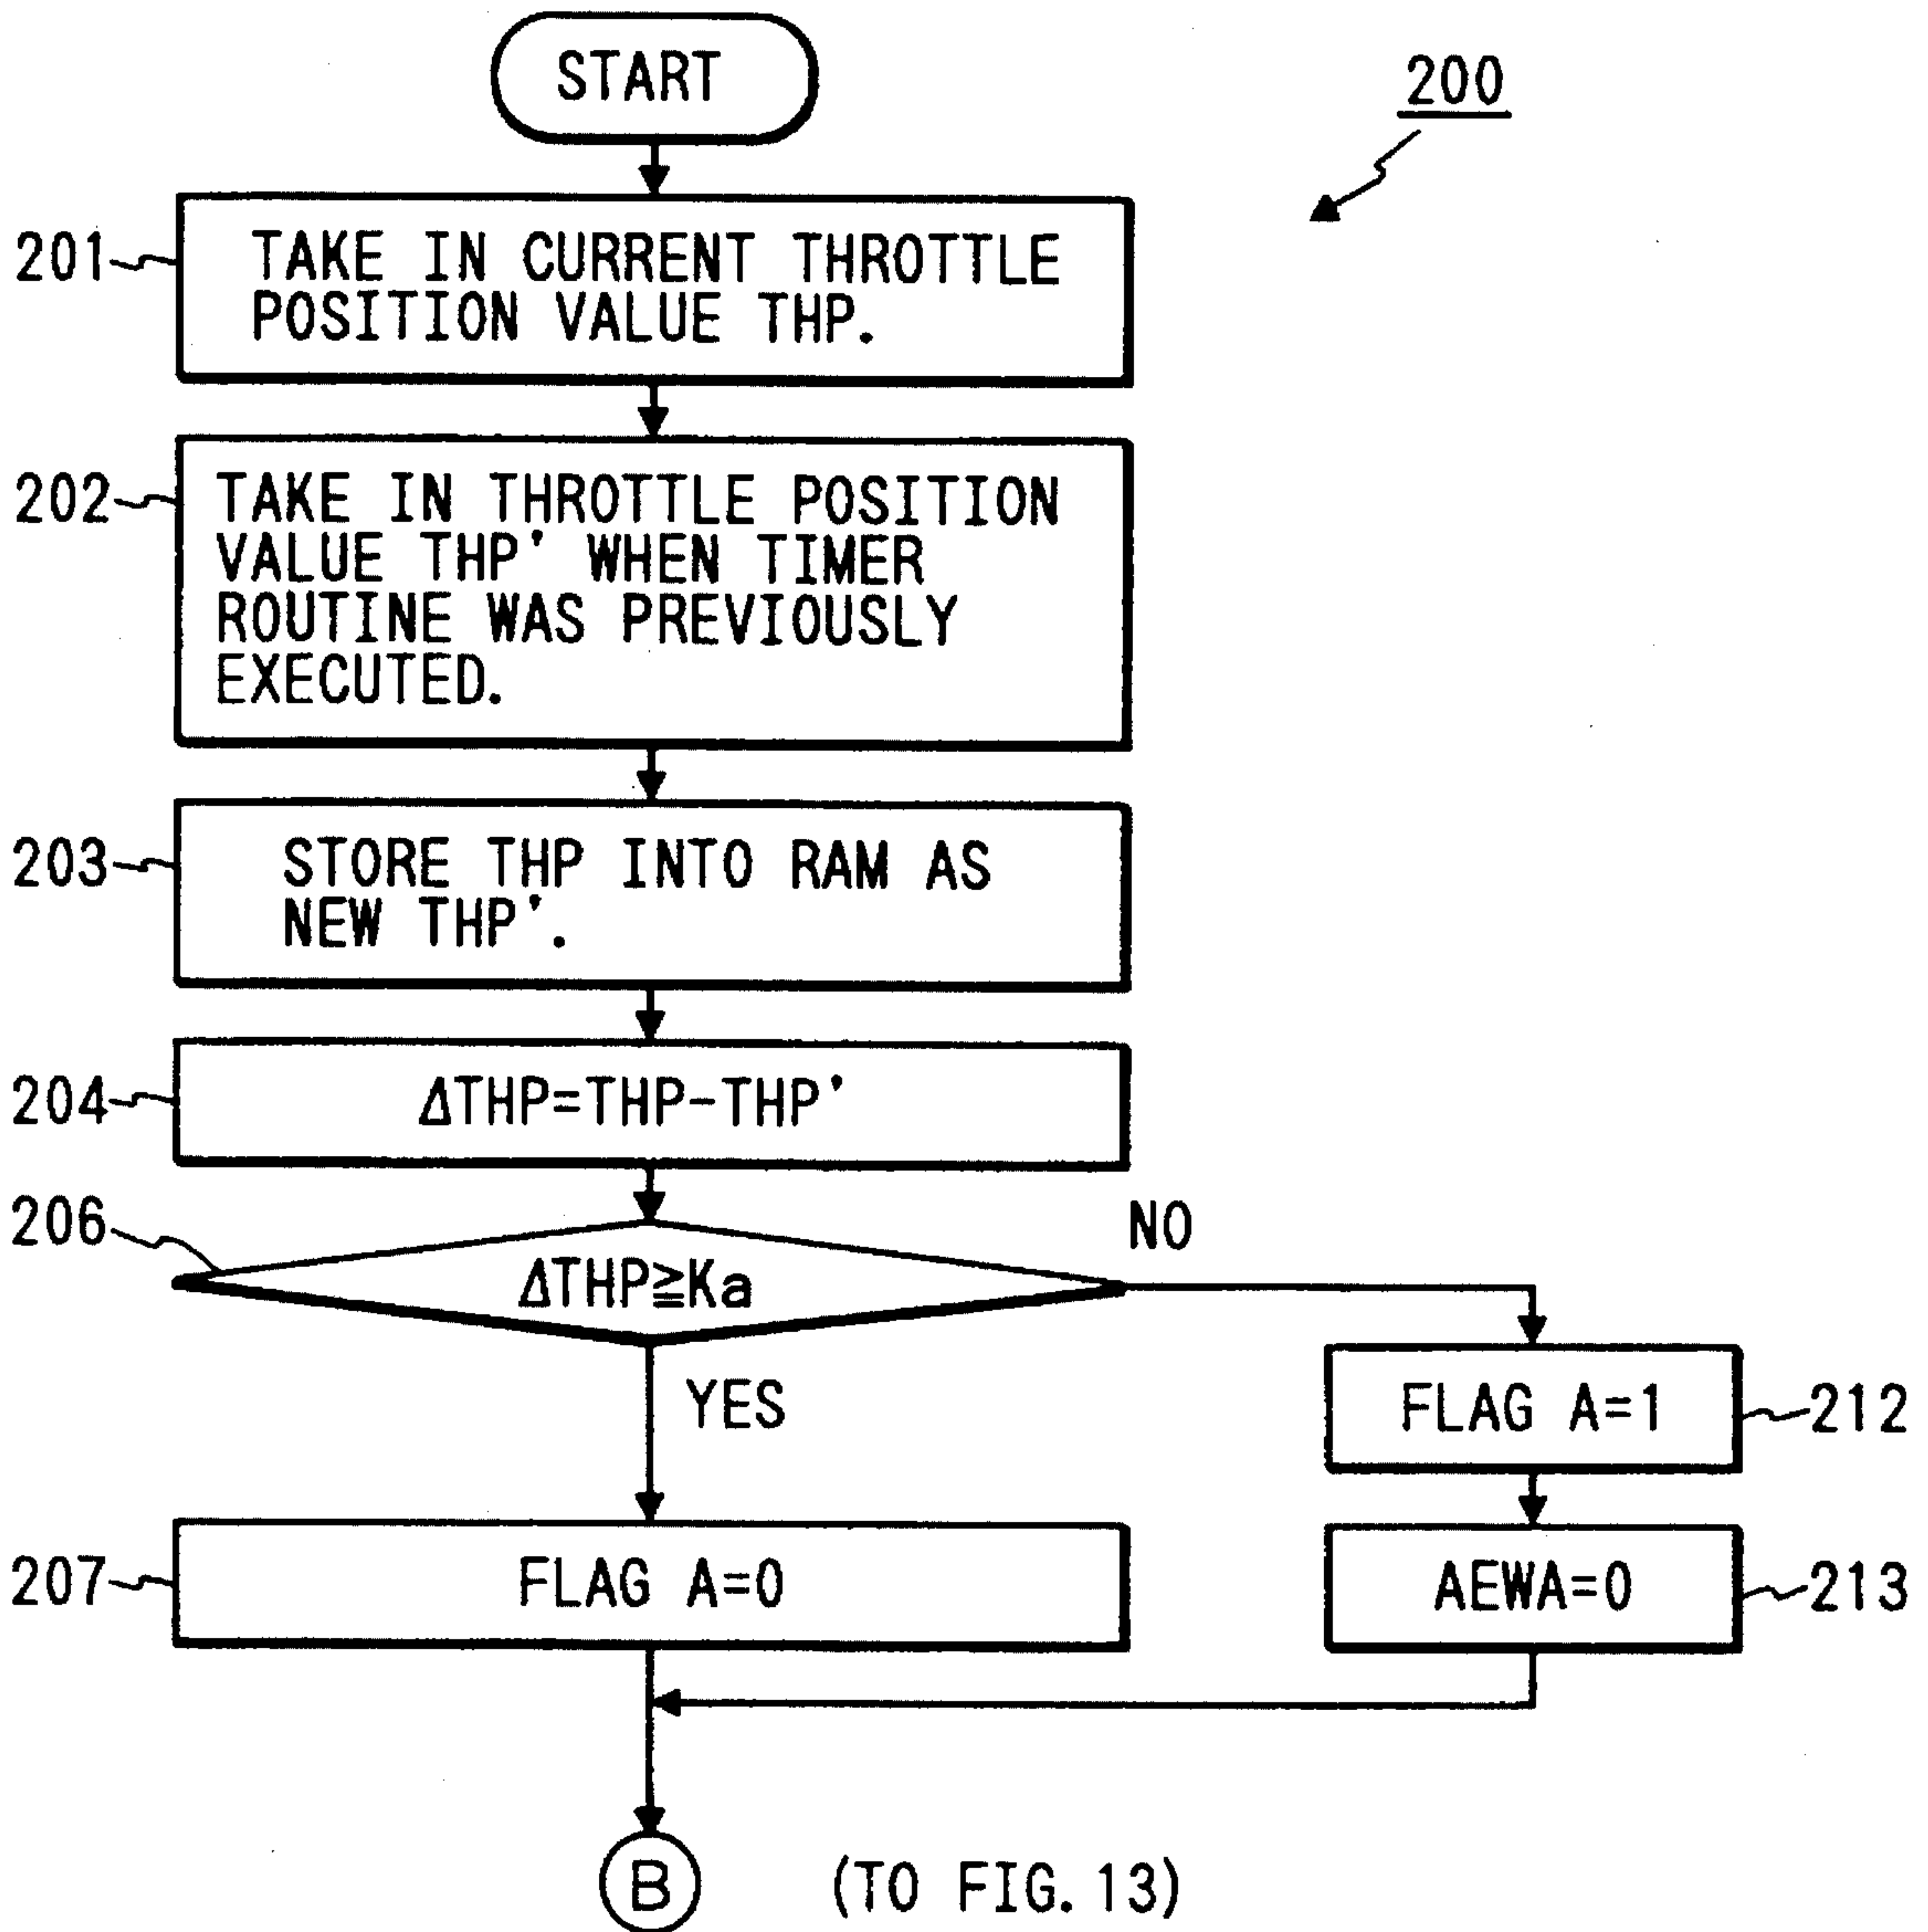 START
200
201
TAKE IN CURRENT THROTTLE
POSITION VALUE THP.
202
TAKE IN THROTTLE POSITION
VALUE THP' WHEN TIMER
ROUTINE WAS PREVIOUSLY
EXECUTED.
203
STORE THP INTO RAM AS
NEW THP'.
204
ΔTHP=THP-THP'
206
ΔTHP≧Ka
NO
YES
FLAG A=1
212
207
FLAG A=0
AEWA=0
213
B
(TO FIG. 13)